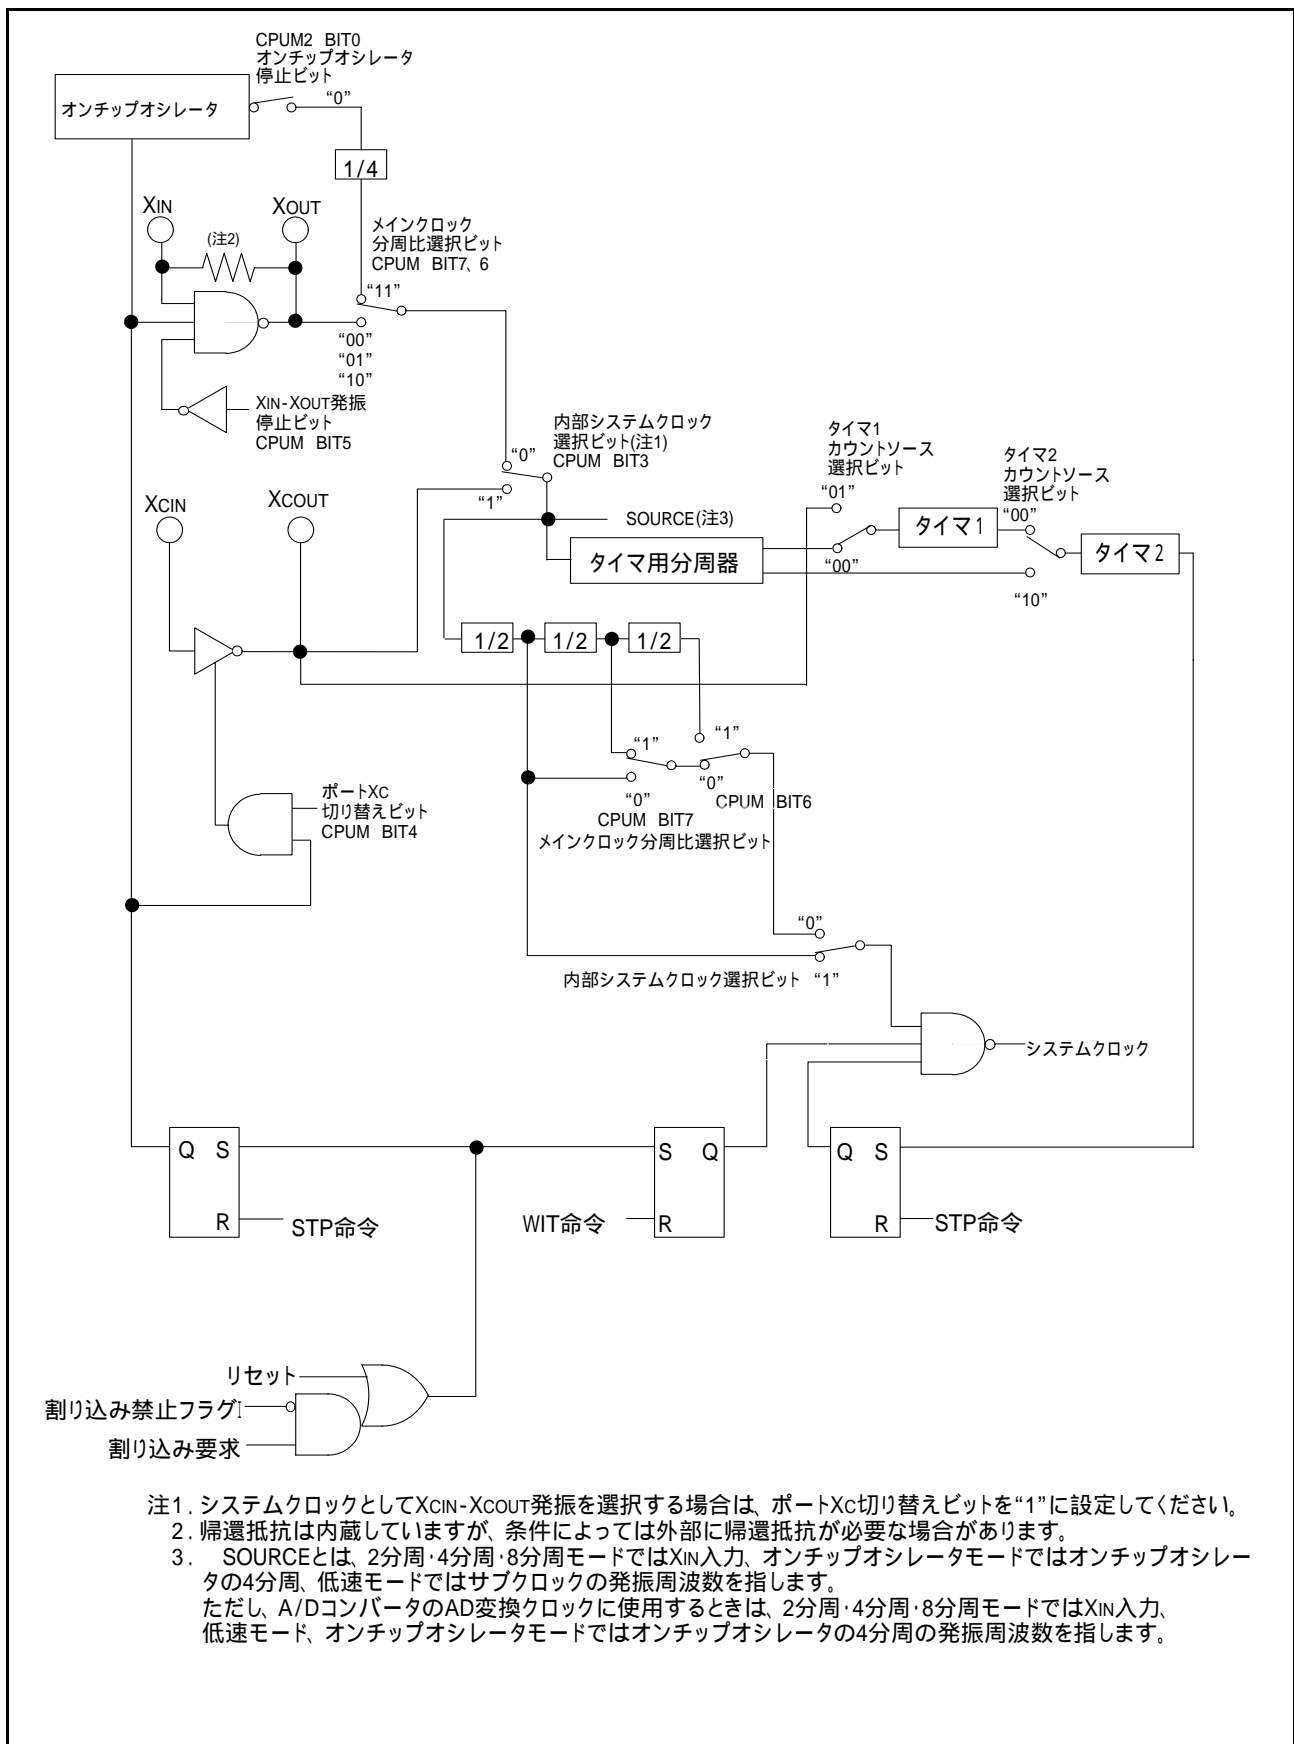 CPUM2 BIT0
オンチップオシレータ
停止ビット
オンチップオシレータ
“0”
1/4
XIN
XOUT
(注2)
メインクロック
分周比選択ビット
CPUM BIT7、6
“11”
“00”
“01”
“10”
XIN-XOUT発振
停止ビット
CPUM BIT5
内部システムクロック
選択ビット(注1)
CPUM BIT3
“0”
“1”
タイマ1
カウントソース
選択ビット
“01”
タイマ2
カウントソース
選択ビット
“00”
XCIN
XCOUT
SOURCE(注3)
タイマ用分周器
“00”
タイマ1
タイマ2
“10”
1/2
1/2
1/2
“1”
“1”
“0”
“0”
CPUM BIT6
CPUM BIT7
メインクロック分周比選択ビット
ポートXC
切り替えビット
CPUM BIT4
“0”
内部システムクロック選択ビット “1”
システムクロック
Q S
R
STP命令
S Q
WIT命令
R
Q S
R
STP命令
リセット
割り込み禁止フラグI
割り込み要求
注1. システムクロックとしてXCIN-XCOUT発振を選択する場合は、ポートXC切り替えビットを“1”に設定してください。
2. 帰還抵抗は内蔵していますが、条件によっては外部に帰還抵抗が必要な場合があります。
3. SOURCEとは、2分周・4分周・8分周モードではXIN入力、オンチップオシレータモードではオンチップオシレー
タの4分周、低速モードではサブクロックの発振周波数を指します。
ただし、A/DコンバータのAD変換クロックに使用するときは、2分周・4分周・8分周モードではXIN入力、
低速モード、オンチップオシレータモードではオンチップオシレータの4分周の発振周波数を指します。